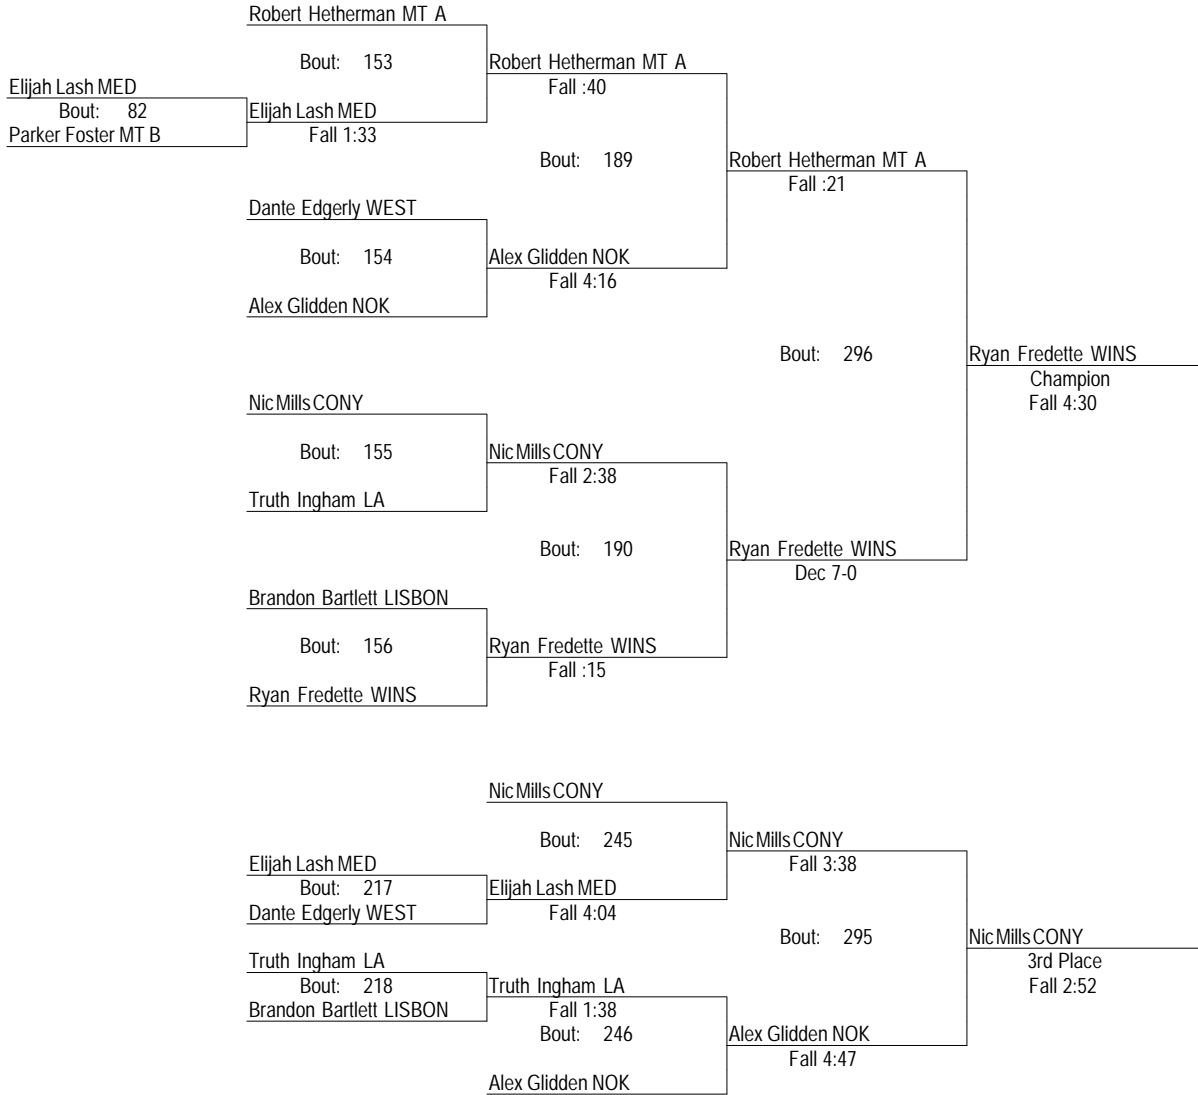 Robert Hetherman MT A
Bout: 153
Robert Hetherman MT A
Fall :40
Elijah Lash MED
Bout: 82
Elijah Lash MED
Parker Foster MT B
Fall 1:33
Bout: 189
Robert Hetherman MT A
Fall :21
Dante Edgerly WEST
Bout: 154
Alex Glidden NOK
Fall 4:16
Alex Glidden NOK
Bout: 296
Ryan Fredette WINS
Champion
Fall 4:30
Nic Mills CONY
Bout: 155
Nic Mills CONY
Fall 2:38
Truth Ingham LA
Bout: 190
Ryan Fredette WINS
Dec 7-0
Brandon Bartlett LISBON
Bout: 156
Ryan Fredette WINS
Fall :15
Ryan Fredette WINS
Nic Mills CONY
Bout: 245
Nic Mills CONY
Fall 3:38
Elijah Lash MED
Bout: 217
Elijah Lash MED
Dante Edgerly WEST
Fall 4:04
Bout: 295
Nic Mills CONY
3rd Place
Fall 2:52
Truth Ingham LA
Bout: 218
Truth Ingham LA
Brandon Bartlett LISBON
Fall 1:38
Bout: 246
Alex Glidden NOK
Fall 4:47
Alex Glidden NOK